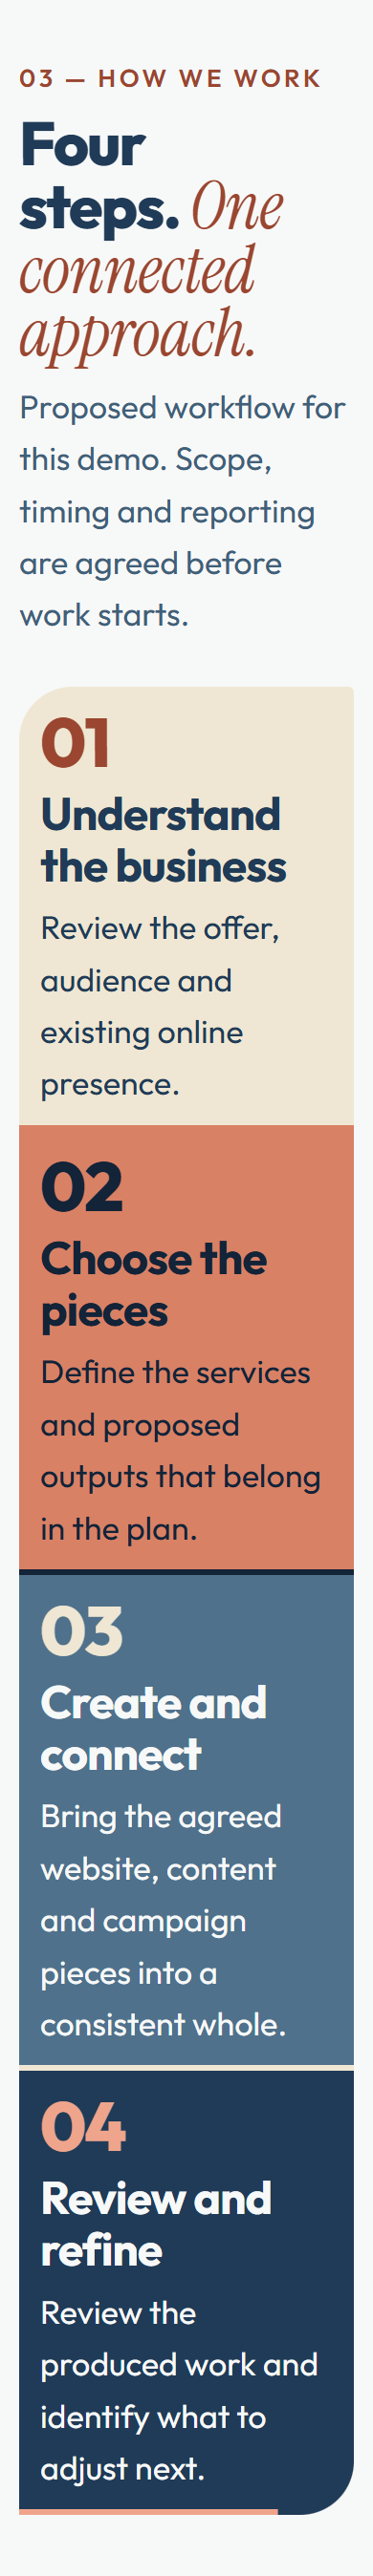 03 — HOW WE WORK
Four
steps. One
connected
approach.
Proposed workflow for
this demo. Scope,
timing and reporting
are agreed before
work starts.
01
Understand
the business
Review the offer,
audience and
existing online
presence.
02
Choose the
pieces
Define the services
and proposed
outputs that belong
in the plan.
03
Create and
connect
Bring the agreed
website, content
and campaign
pieces into a
consistent whole.
04
Review and
refine
Review the
produced work and
identify what to
adjust next.